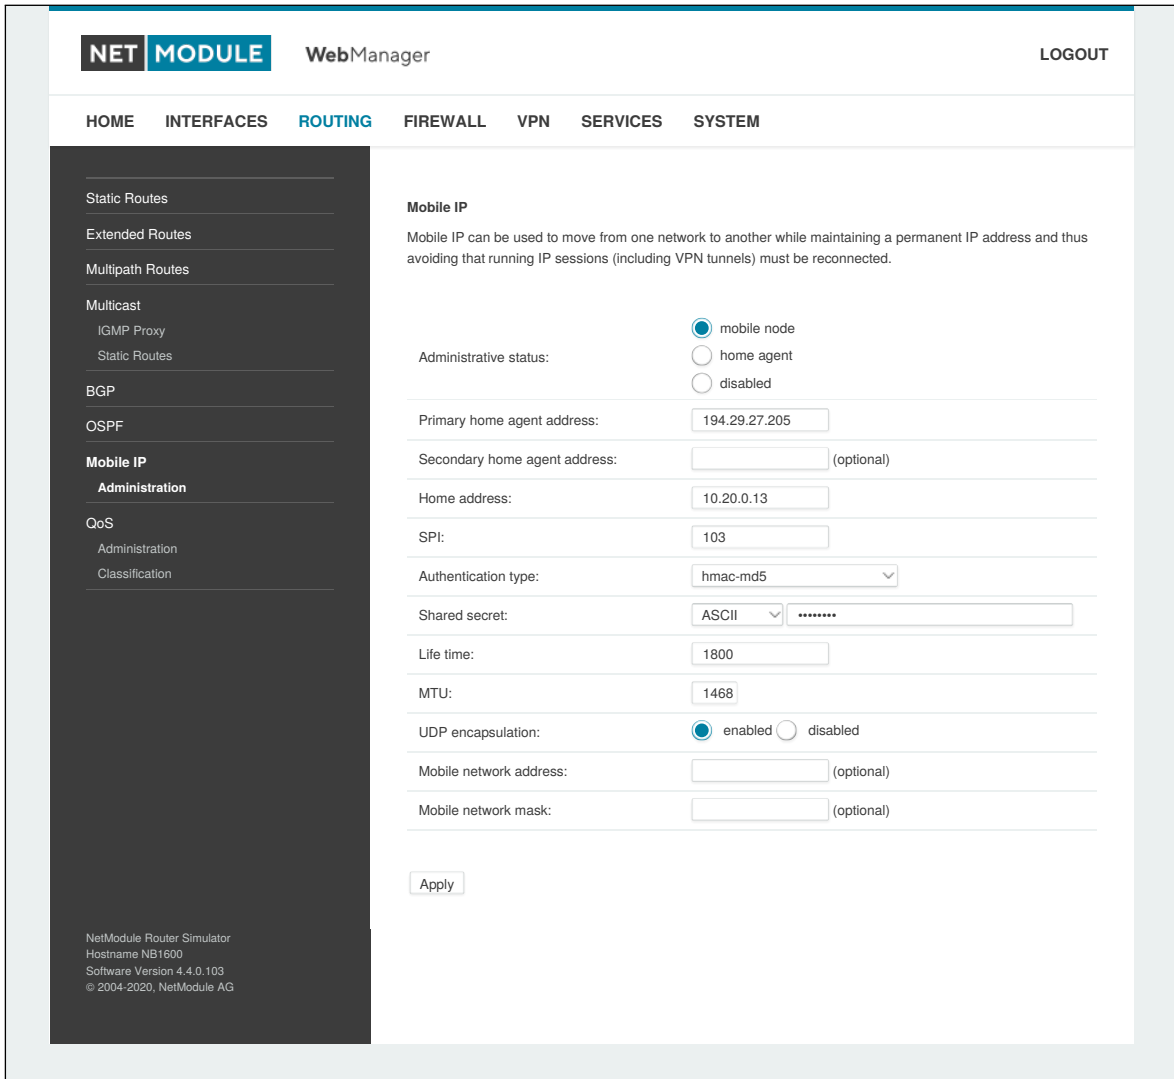 NET MODULE WebManager LOGOUT
HOME INTERFACES ROUTING FIREWALL VPN SERVICES SYSTEM
Static Routes
Extended Routes
Multipath Routes
Multicast
IGMP Proxy
Static Routes
BGP
OSPF
Mobile IP
Administration
QoS
Administration
Classification
NetModule Router Simulator
Hostname NB1600
Software Version 4.4.0.103
© 2004-2020, NetModule AG
Mobile IP
Mobile IP can be used to move from one network to another while maintaining a permanent IP address and thus
avoiding that running IP sessions (including VPN tunnels) must be reconnected.
Administrative status:
mobile node
home agent
disabled
Primary home agent address: 194.29.27.205
Secondary home agent address: (optional)
Home address: 10.20.0.13
SPI: 103
Authentication type: hmac-md5
Shared secret: ASCII ••••••••
Life time: 1800
MTU: 1468
UDP encapsulation: enabled disabled
Mobile network address: (optional)
Mobile network mask: (optional)
Apply